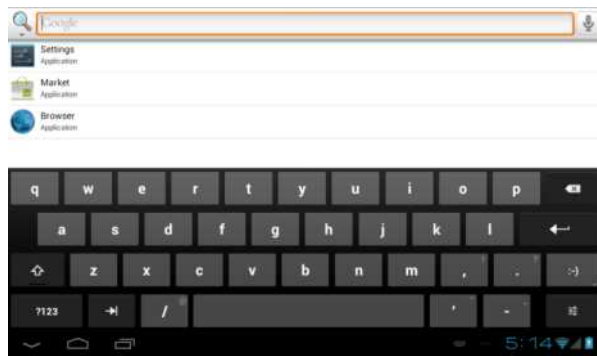 Google
Settings
Application
Market
Application
Browser
Application
q w e r t y u i o p
a s d f g h j k l
z x c v b n m , .  :-)
?123 / ' -
5:14